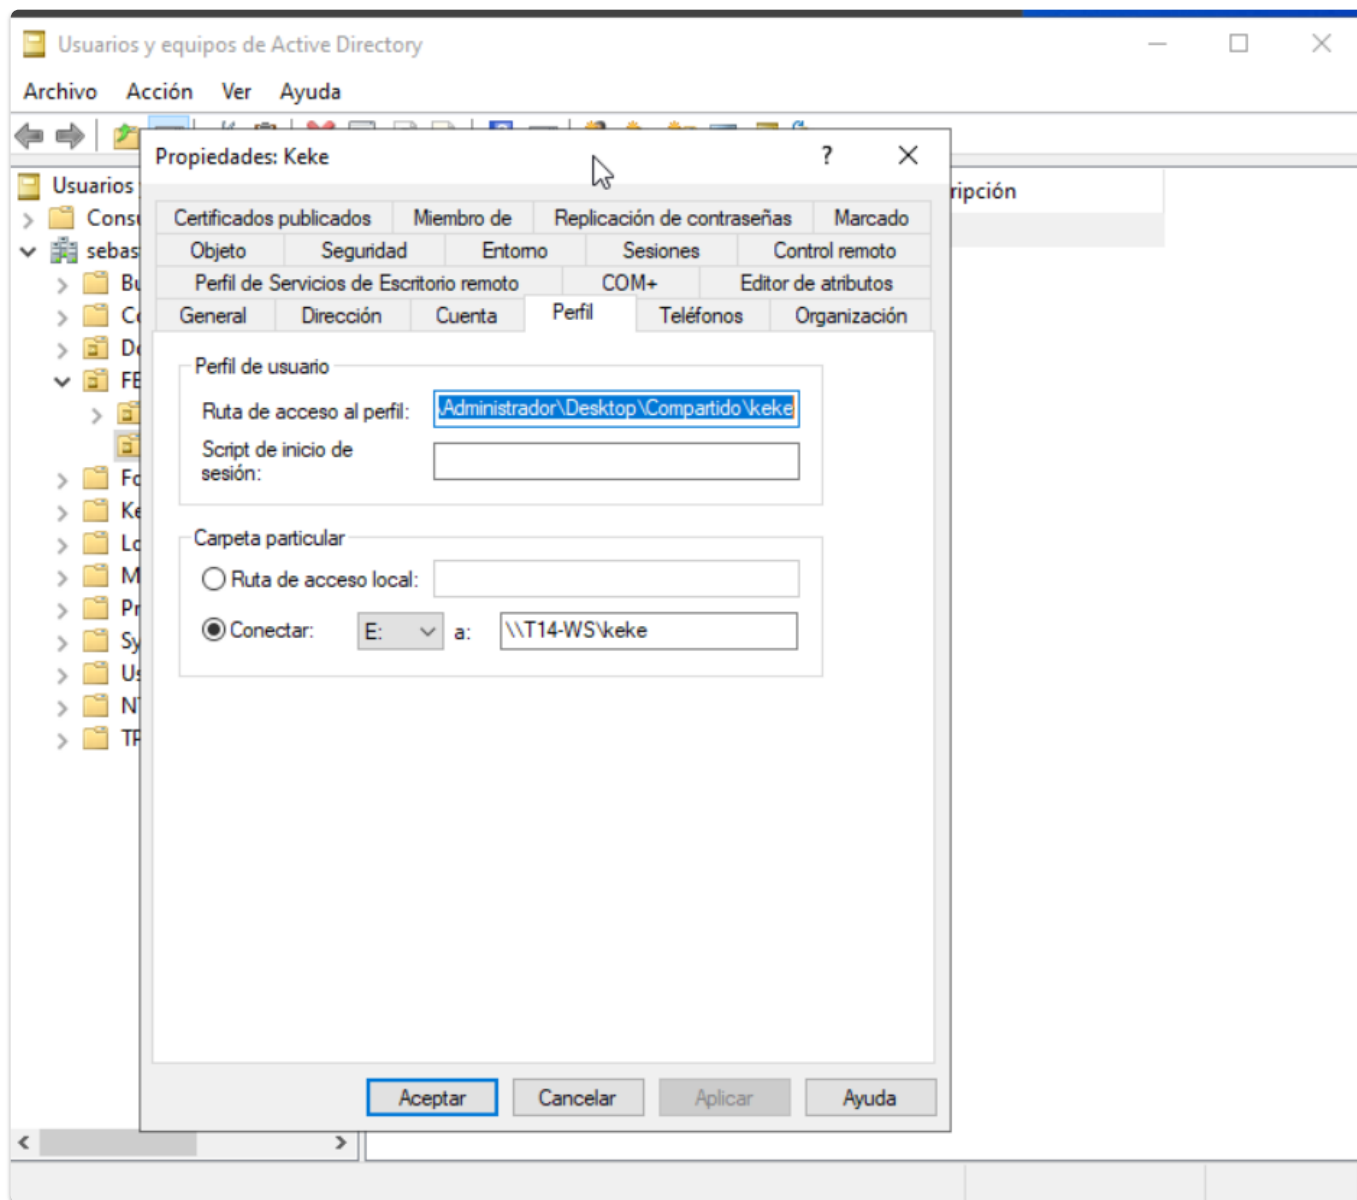 Usuarios y equipos de Active Directory
Archivo Acción Ver Ayuda
Propiedades: Keke
?
Usuarios
ripción
Certificados publicados Miembro de Replicación de contraseñas Marcado
sebas
Objeto Seguridad Entorno Sesiones Control remoto
Perfil de Servicios de Escritorio remoto COM+ Editor de atributos
General Dirección Cuenta Perfil Teléfonos Organización
Perfil de usuario
Ruta de acceso al perfil: \Administrador\Desktop\Compartido\keke
Script de inicio de
sesión:
Carpeta particular
Ruta de acceso local:
Conectar: E: a: \\T14-WS\keke
Aceptar Cancelar Aplicar Ayuda